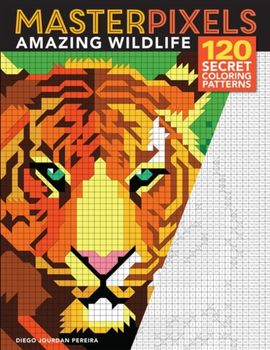 MASTERPIXELS
AMAZING WILDLIFE
120
SECRET
COLORING
PATTERNS
DIEGO JOURDAN PEREIRA